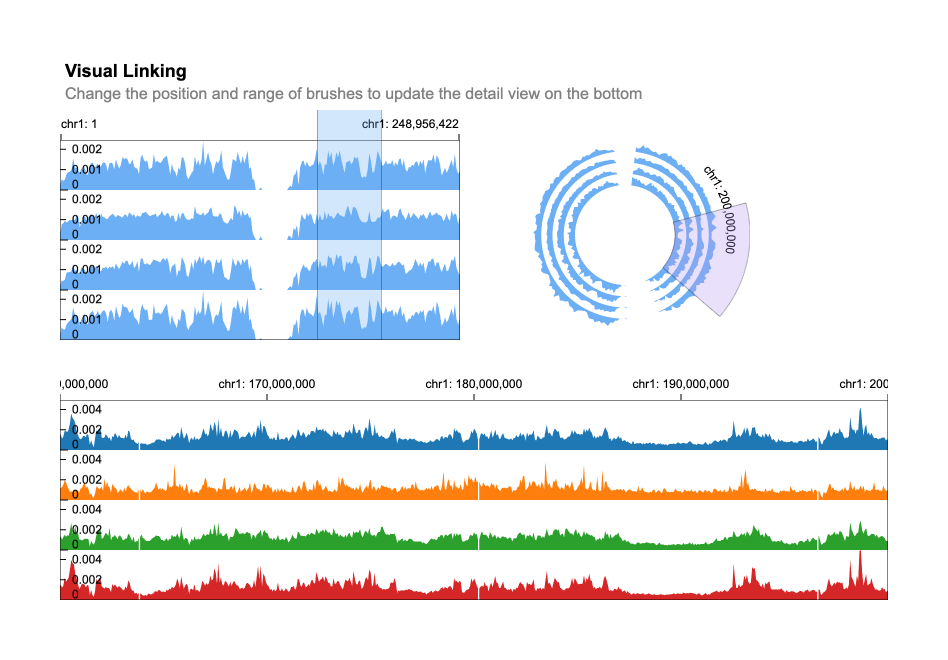 Visual Linking
Change the position and range of brushes to update the detail view on the bottom
chr1: 1
chr1: 248,956,422
0.002
0.001
0
0.002
0.001
0
0.002
0.001
0
0.002
0.001
0
chr1: 200,000,000
0,000,000
chr1: 170,000,000
chr1: 180,000,000
chr1: 190,000,000
chr1: 200
0.004
0.002
0
0.004
0.002
0
0.004
0.002
0
0.004
0.002
0